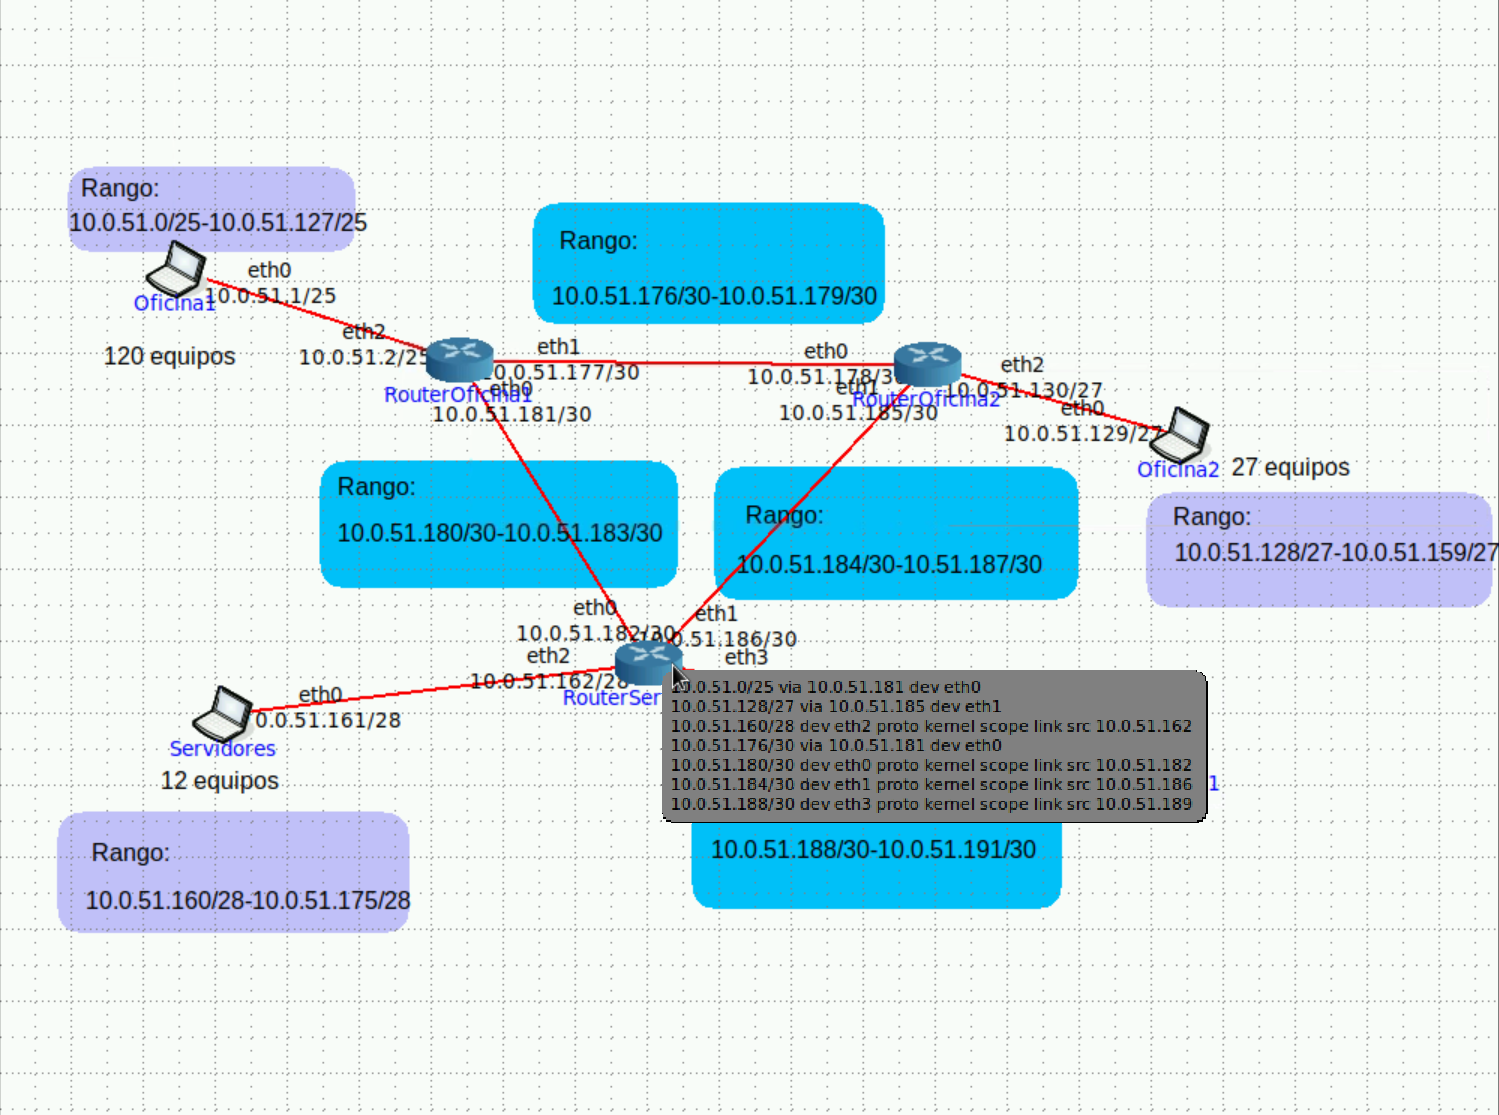 Rango:
10.0.51.0/25-10.0.51.127/25
eth0
10.0.51.1/25
Oficina1
120 equipos
eth2
10.0.51.2/25
RouterOficina1
eth1
10.0.51.177/30
eth0
10.0.51.181/30
Rango:
10.0.51.176/30-10.0.51.179/30
eth0
10.0.51.178/30
eth1
10.0.51.185/30
RouterOficina2
eth2
10.0.51.130/27
eth0
10.0.51.129/27
Oficina2
27 equipos
Rango:
10.0.51.128/27-10.0.51.159/27
Rango:
10.0.51.180/30-10.0.51.183/30
Rango:
10.0.51.184/30-10.51.187/30
eth0
10.0.51.182/30
eth1
10.0.51.186/30
eth2
10.0.51.162/28
eth3
RouterSer
eth0
0.0.51.161/28
Servidores
12 equipos
10.0.51.0/25 via 10.0.51.181 dev eth0
10.0.51.128/27 via 10.0.51.185 dev eth1
10.0.51.160/28 dev eth2 proto kernel scope link src 10.0.51.162
10.0.51.176/30 via 10.0.51.181 dev eth0
10.0.51.180/30 dev eth0 proto kernel scope link src 10.0.51.182
10.0.51.184/30 dev eth1 proto kernel scope link src 10.0.51.186
10.0.51.188/30 dev eth3 proto kernel scope link src 10.0.51.189
1
10.0.51.188/30-10.0.51.191/30
Rango:
10.0.51.160/28-10.0.51.175/28